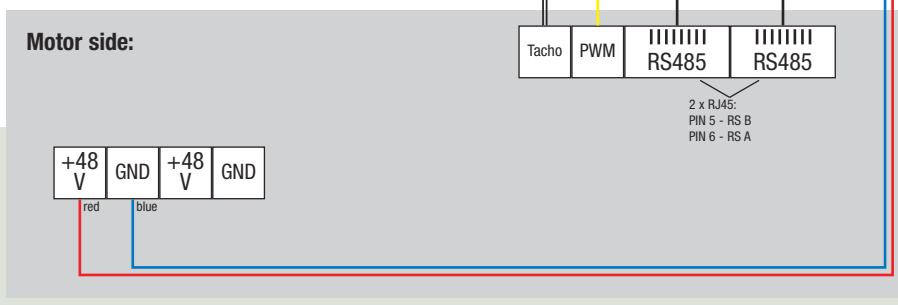 Motor side:
Tacho PWM RS485 RS485
2 x RJ45:
PIN 5 - RS B
PIN 6 - RS A
+48 V GND +48 V GND
red blue